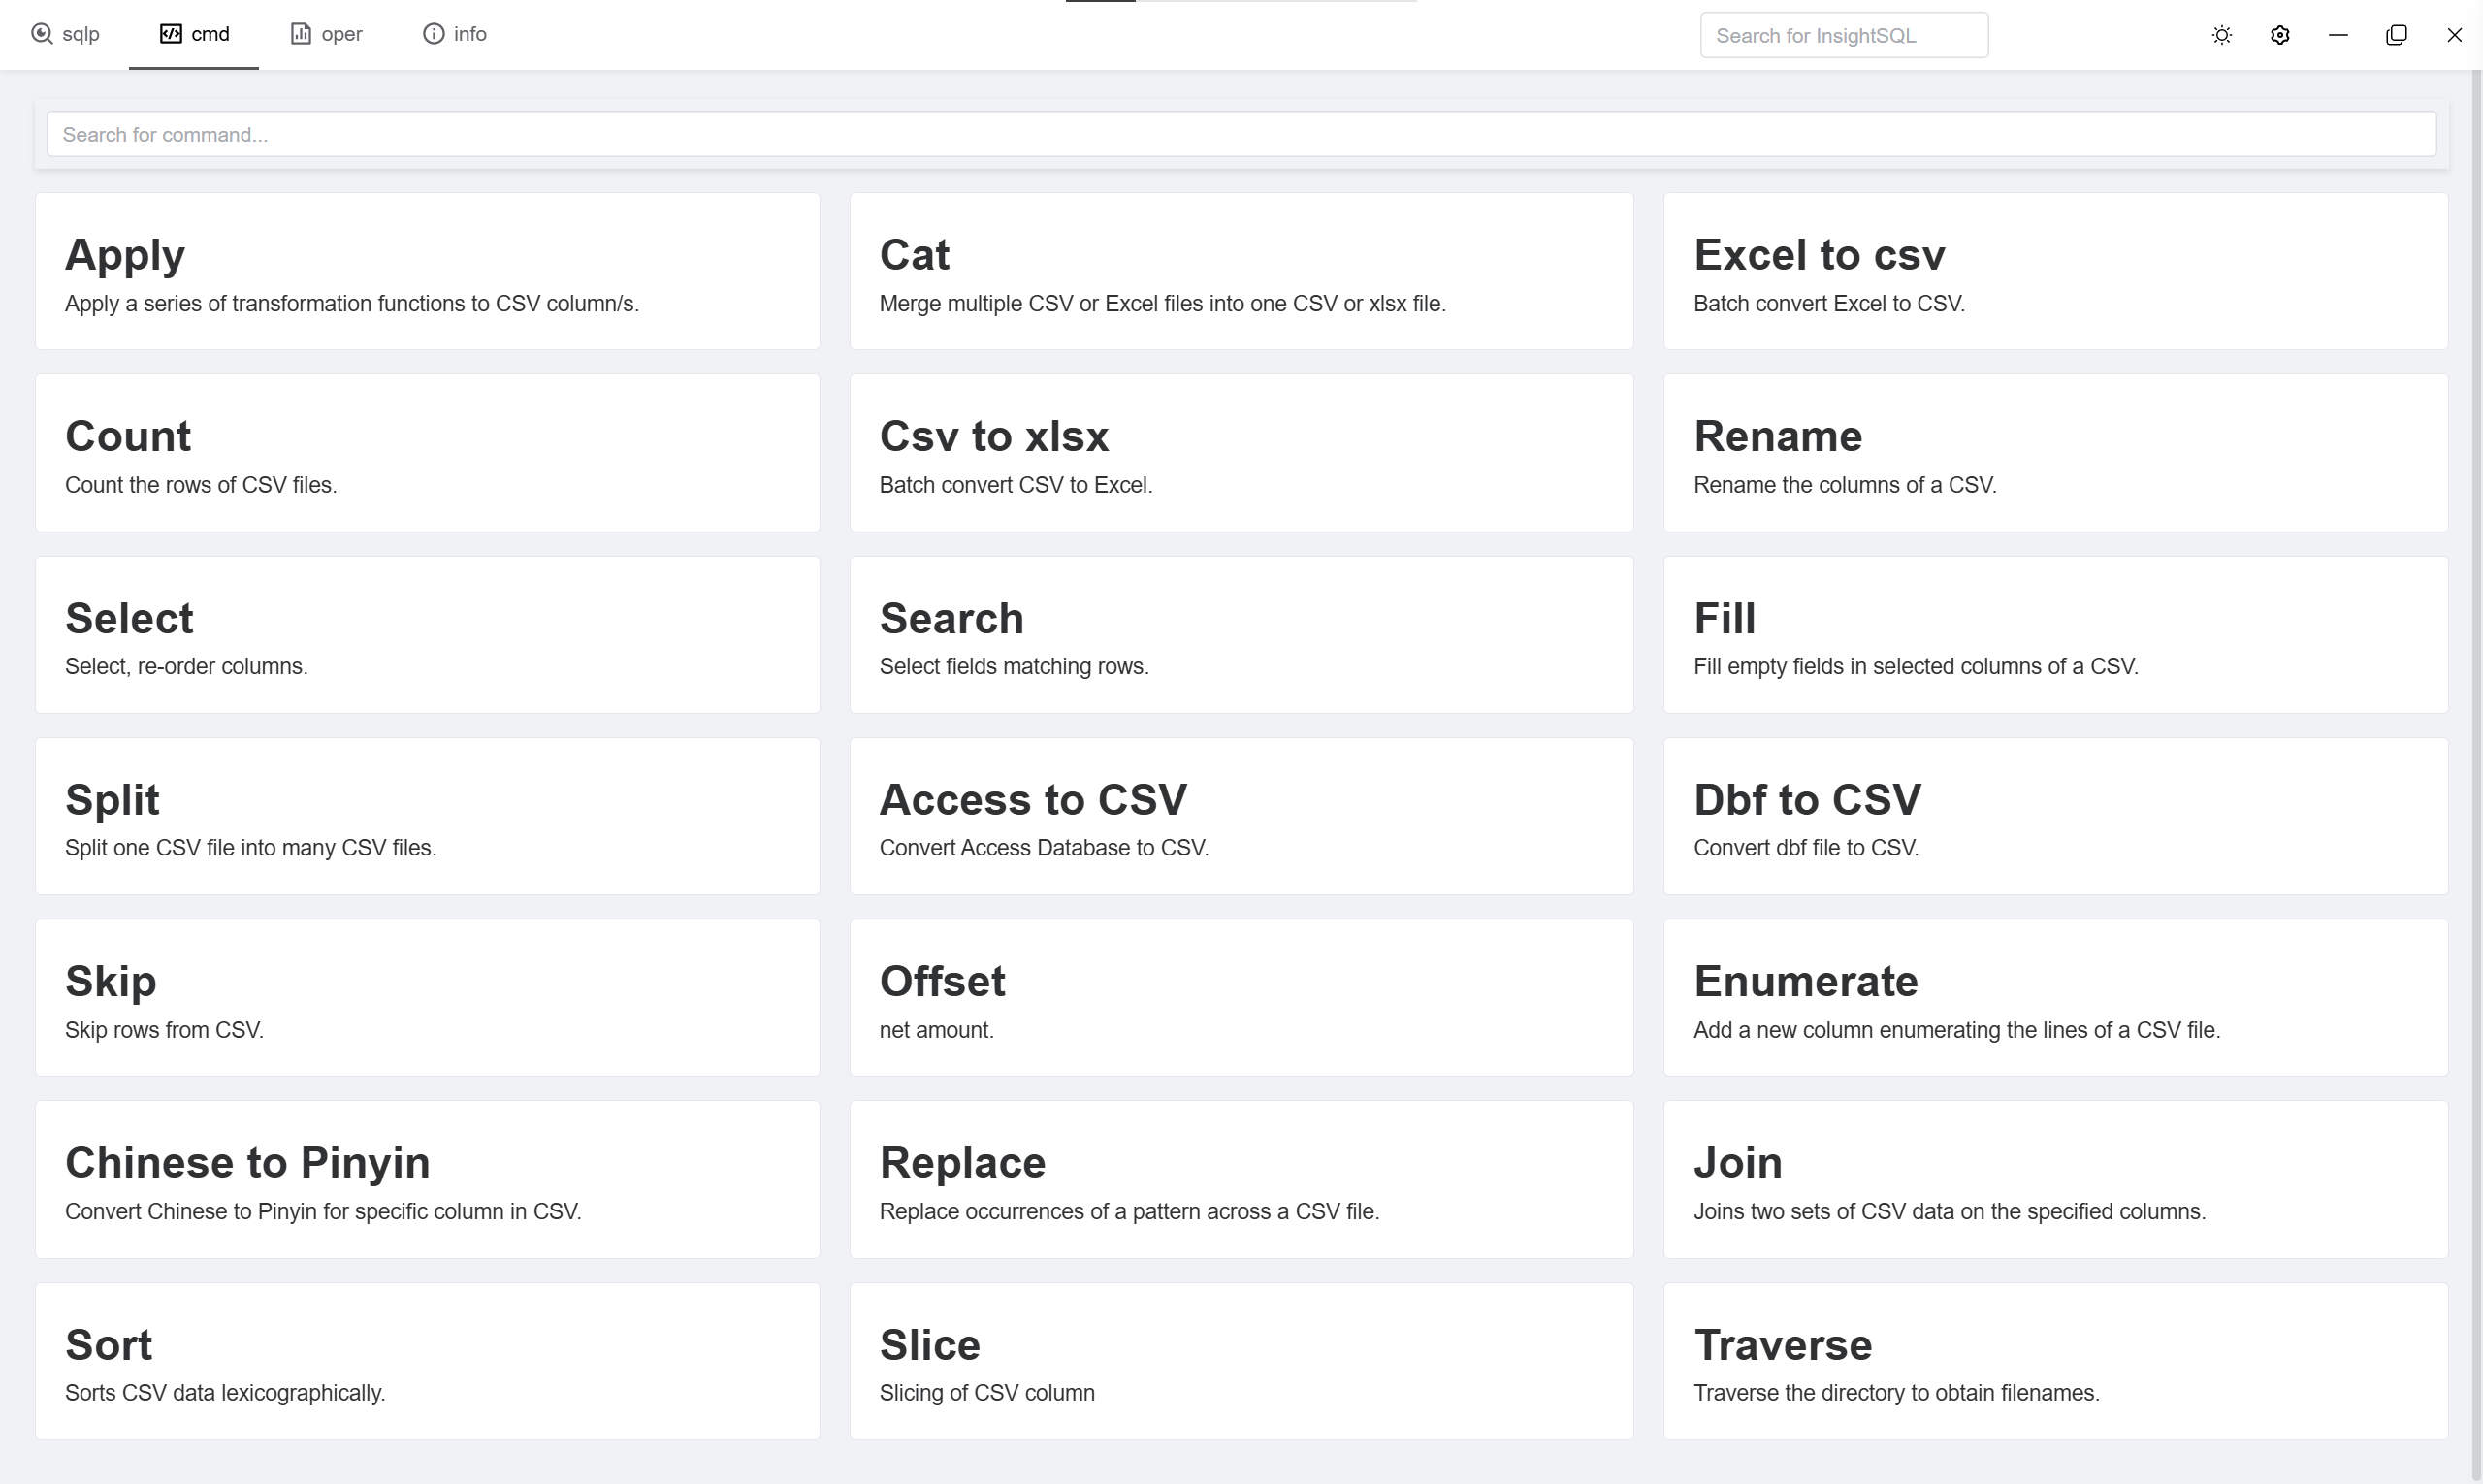 sqlp cmd oper info Search for InsightSQL
Search for command...
Apply
Apply a series of transformation functions to CSV column/s.
Cat
Merge multiple CSV or Excel files into one CSV or xlsx file.
Excel to csv
Batch convert Excel to CSV.
Count
Count the rows of CSV files.
Csv to xlsx
Batch convert CSV to Excel.
Rename
Rename the columns of a CSV.
Select
Select, re-order columns.
Search
Select fields matching rows.
Fill
Fill empty fields in selected columns of a CSV.
Split
Split one CSV file into many CSV files.
Access to CSV
Convert Access Database to CSV.
Dbf to CSV
Convert dbf file to CSV.
Skip
Skip rows from CSV.
Offset
net amount.
Enumerate
Add a new column enumerating the lines of a CSV file.
Chinese to Pinyin
Convert Chinese to Pinyin for specific column in CSV.
Replace
Replace occurrences of a pattern across a CSV file.
Join
Joins two sets of CSV data on the specified columns.
Sort
Sorts CSV data lexicographically.
Slice
Slicing of CSV column
Traverse
Traverse the directory to obtain filenames.